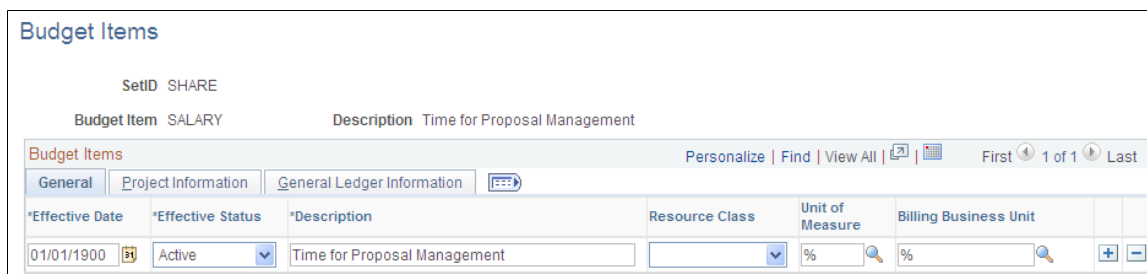 Budget Items
SetID SHARE
Budget Item SALARY Description Time for Proposal Management
Budget Items Personalize | Find | View All | | First 1 of 1 Last
General Project Information General Ledger Information
*Effective Date *Effective Status *Description Resource Class Unit of Measure Billing Business Unit
01/01/1900 31 Active Time for Proposal Management % %